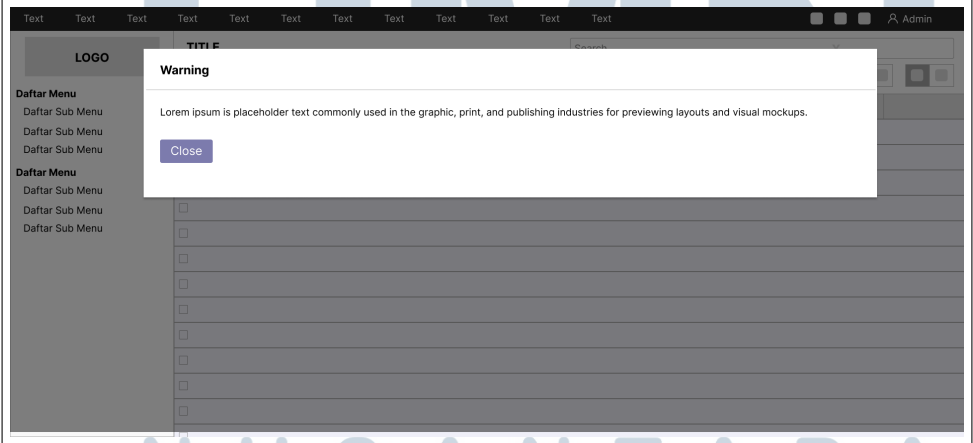 Text Text Text Text Text Text Text Text Text Text Text Text Admin
TITLE
Search
LOGO
Warning
Daftar Menu
Daftar Sub Menu
Daftar Sub Menu
Daftar Sub Menu
Daftar Menu
Daftar Sub Menu
Daftar Sub Menu
Daftar Sub Menu
Lorem ipsum is placeholder text commonly used in the graphic, print, and publishing industries for previewing layouts and visual mockups.
Close